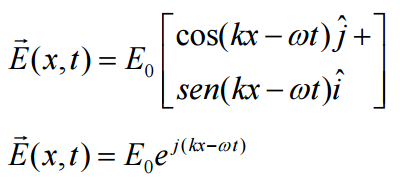 E⃗(x,t) = E₀ [ cos(kx − ωt)ĵ +
sen(kx − ωt)î ]
E⃗(x,t) = E₀e^{j(kx−ωt)}